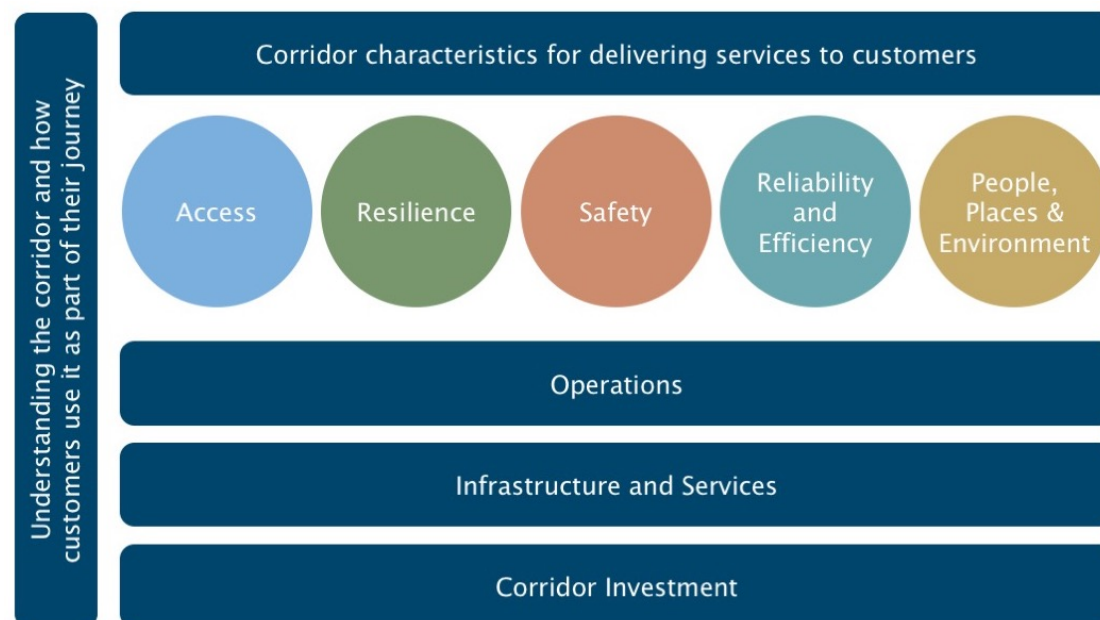 Understanding the corridor and how
customers use it as part of their journey
Corridor characteristics for delivering services to customers
Access
Resilience
Safety
Reliability
and
Efficiency
People,
Places &
Environment
Operations
Infrastructure and Services
Corridor Investment